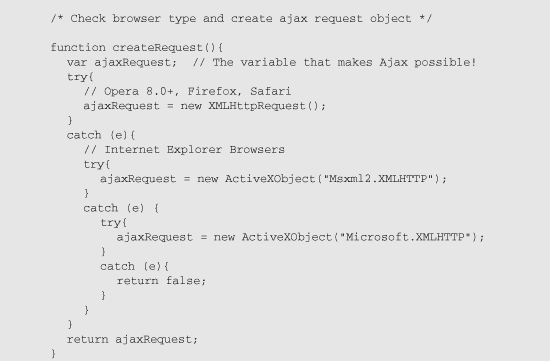 /* Check browser type and create ajax request object */
function createRequest(){
var ajaxRequest;  // The variable that makes Ajax possible!
try{
// Opera 8.0+, Firefox, Safari
ajaxRequest = new XMLHttpRequest();
}
catch (e){
// Internet Explorer Browsers
try{
ajaxRequest = new ActiveXObject("Msxml2.XMLHTTP");
}
catch (e) {
try{
ajaxRequest = new ActiveXObject("Microsoft.XMLHTTP");
}
catch (e){
return false;
}
}
}
return ajaxRequest;
}